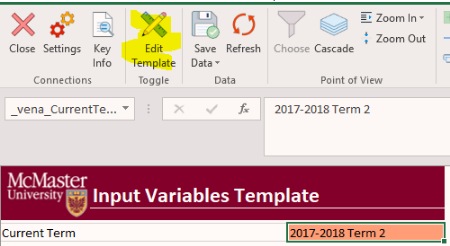 Close Settings Key Info Edit Template Save Data Refresh Choose Cascade Zoom In Zoom Out
Connections Toggle Data Point of View
_vena_CurrentTe... fx 2017-2018 Term 2
McMaster
University Input Variables Template
Current Term 2017-2018 Term 2